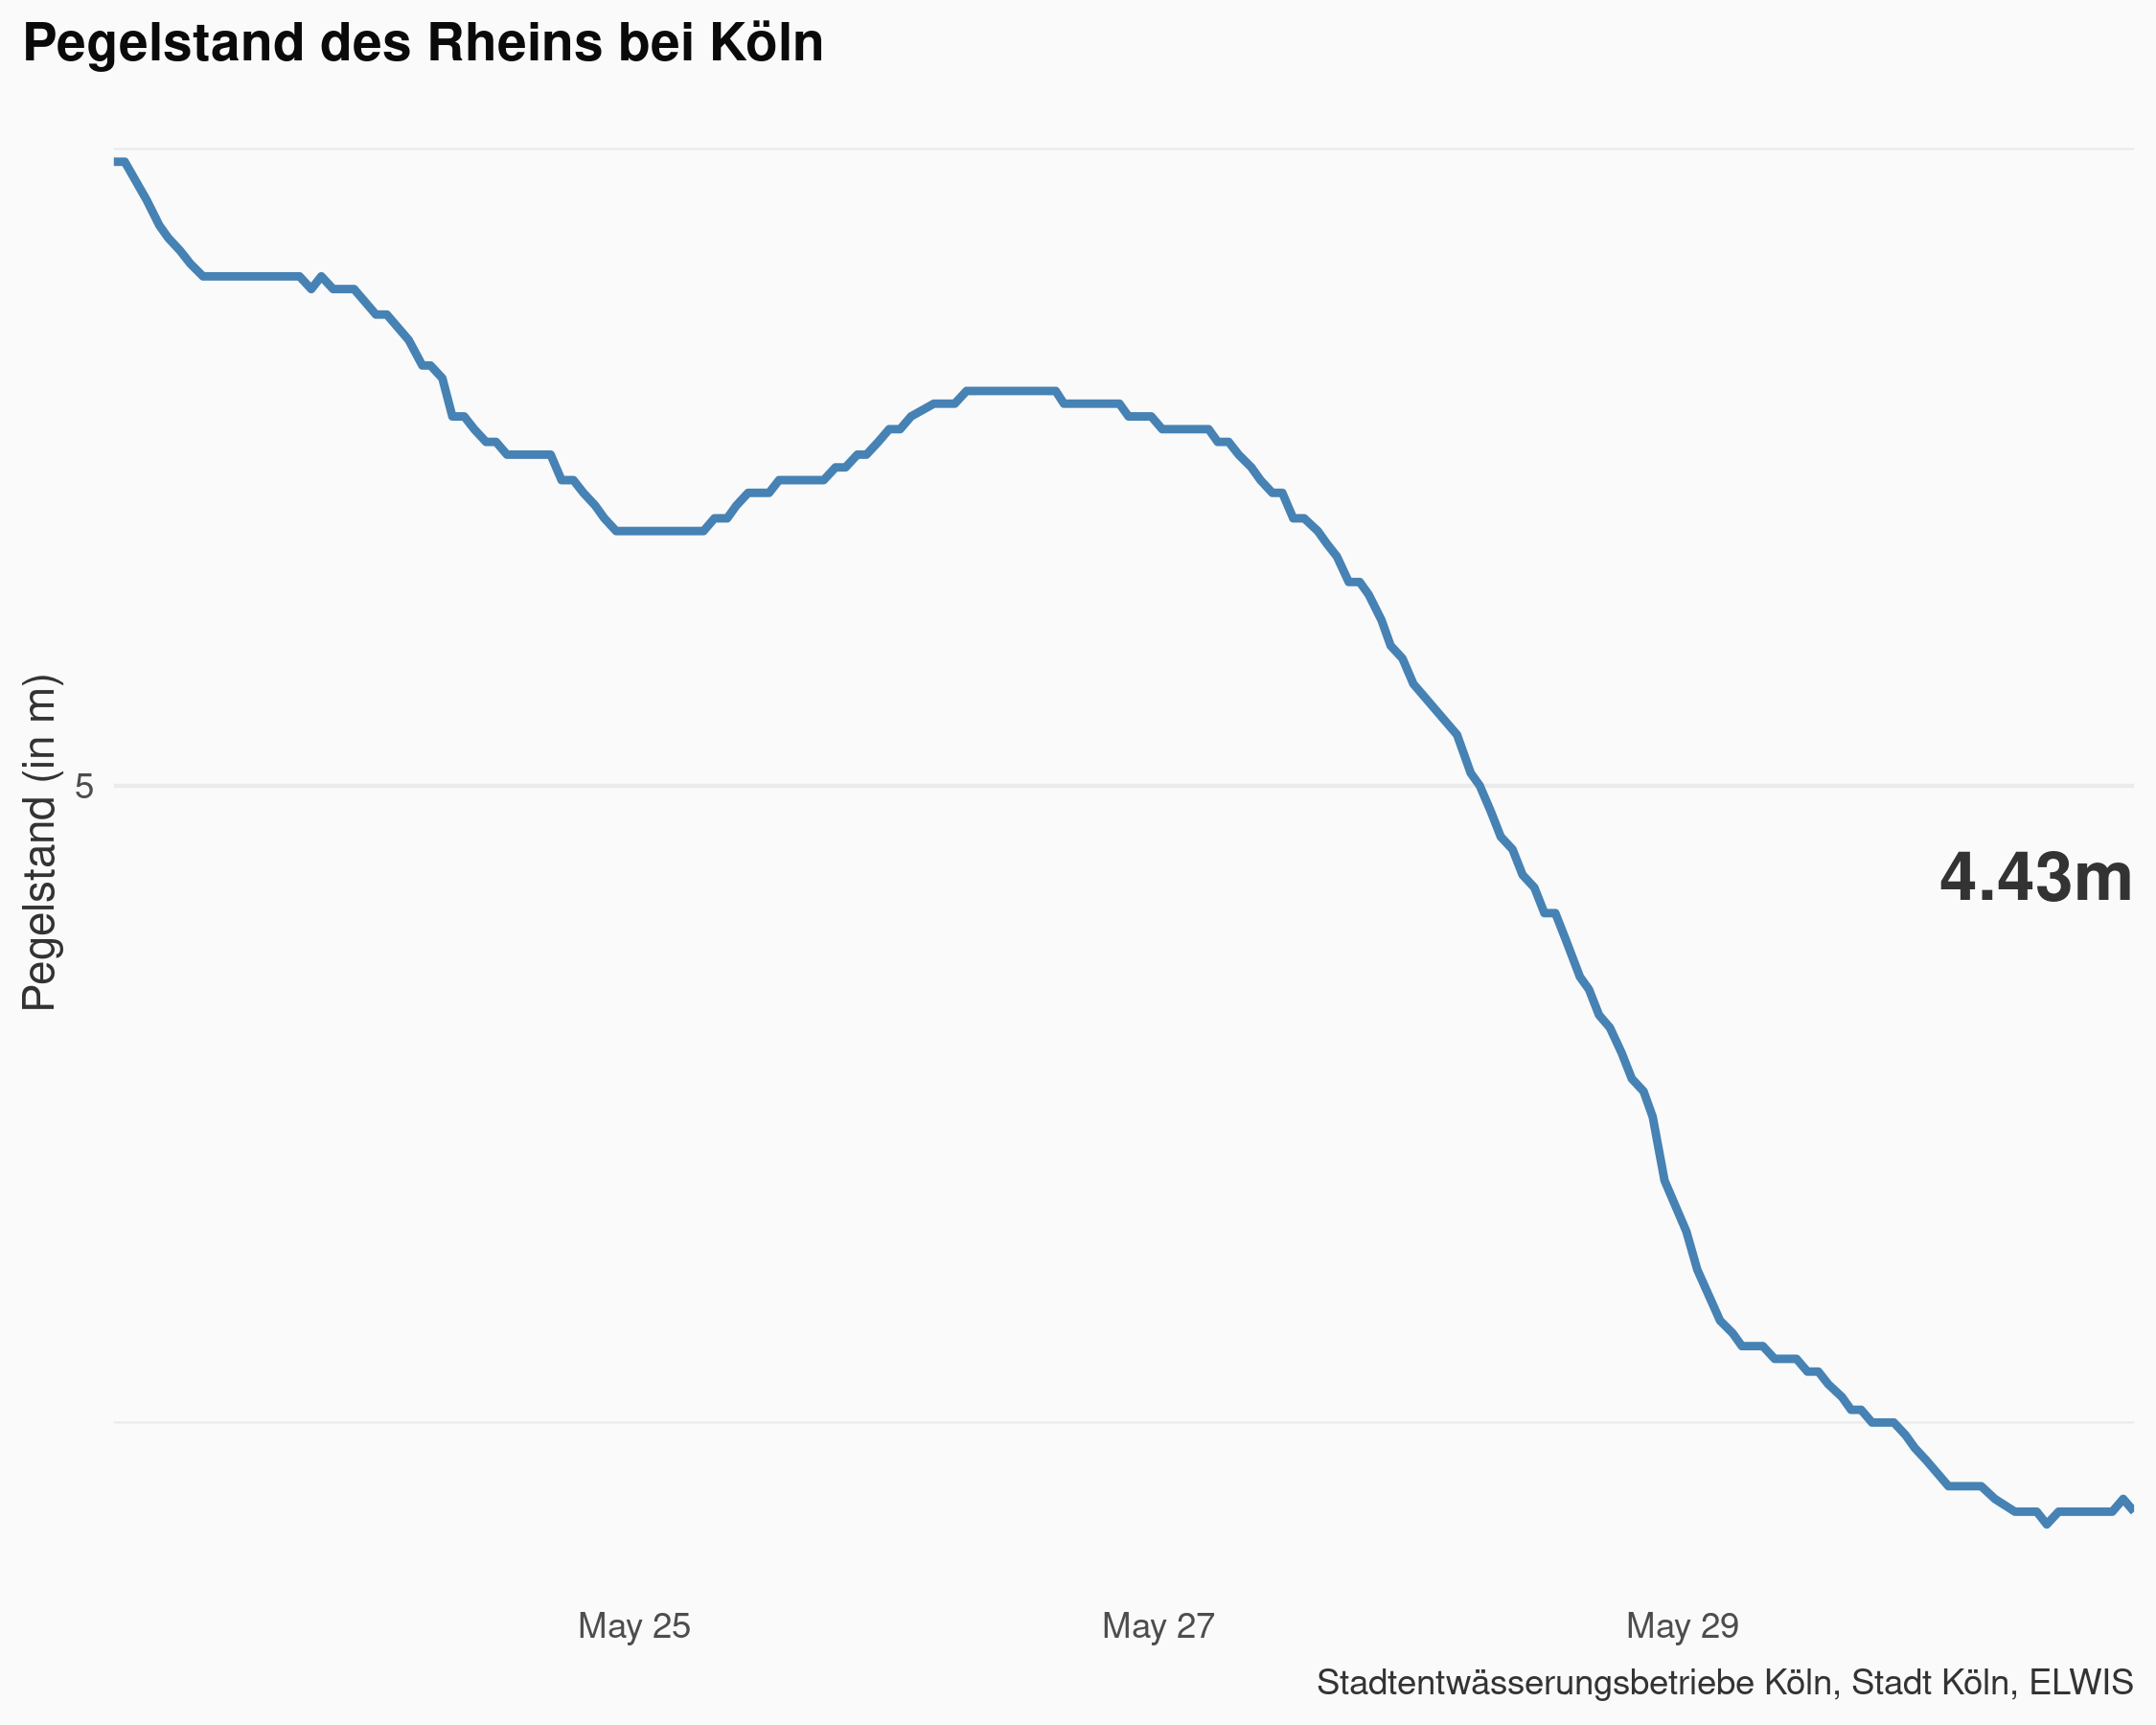 Pegelstand des Rheins bei Köln
Pegelstand (in m)
5
4.43m
May 25
May 27
May 29
Stadtentwässerungsbetriebe Köln, Stadt Köln, ELWIS